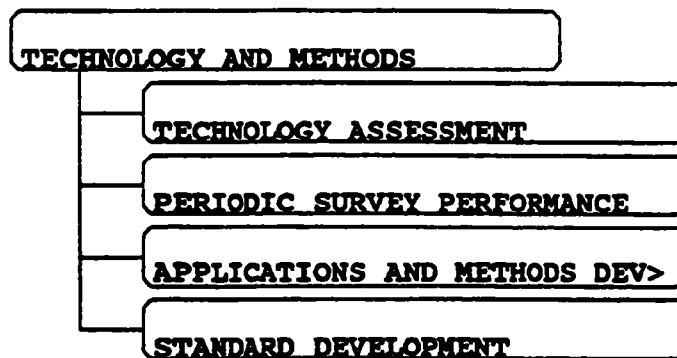 TECHNOLOGY AND METHODS
TECHNOLOGY ASSESSMENT
PERIODIC SURVEY PERFORMANCE
APPLICATIONS AND METHODS DEV>
STANDARD DEVELOPMENT